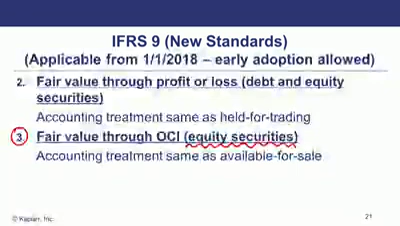 IFRS 9 (New Standards)
(Applicable from 1/1/2018 – early adoption allowed)
2. Fair value through profit or loss (debt and equity
securities)
Accounting treatment same as held-for-trading
3. Fair value through OCI (equity securities)
Accounting treatment same as available-for-sale
© Kaplan, Inc.
21